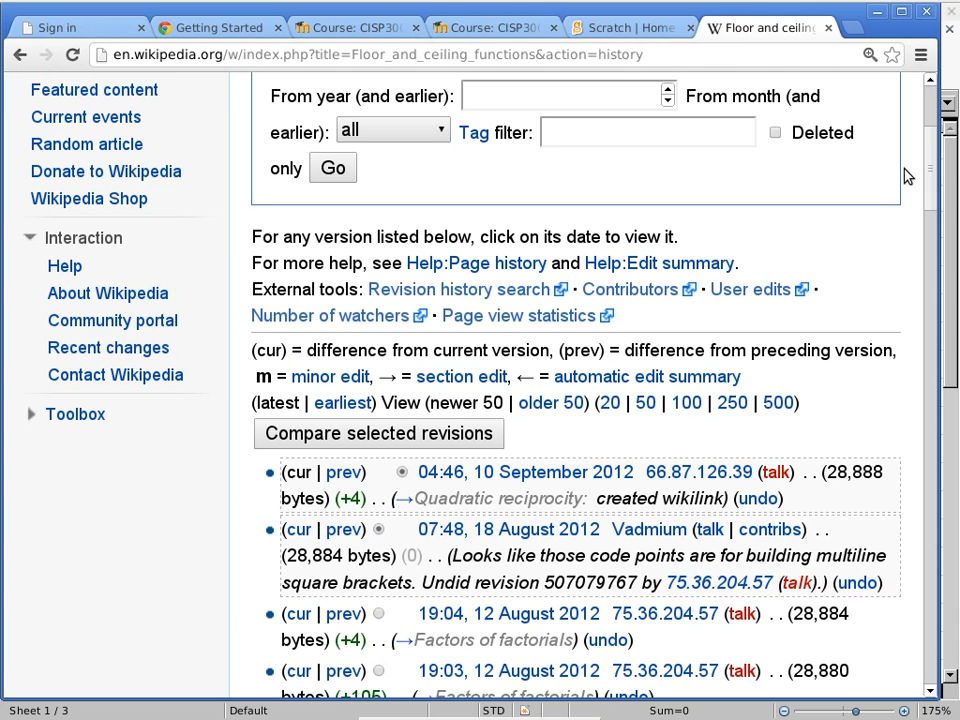 Sign in
Getting Started
Course: CISP30
Course: CISP30
Scratch | Home
Floor and ceiling
en.wikipedia.org/w/index.php?title=Floor_and_ceiling_functions&action=history
Featured content
Current events
Random article
Donate to Wikipedia
Wikipedia Shop
Interaction
Help
About Wikipedia
Community portal
Recent changes
Contact Wikipedia
Toolbox
From year (and earlier): From month (and
earlier): all Tag filter: Deleted
only Go
For any version listed below, click on its date to view it.
For more help, see Help:Page history and Help:Edit summary.
External tools: Revision history search · Contributors · User edits ·
Number of watchers · Page view statistics
(cur) = difference from current version, (prev) = difference from preceding version,
m = minor edit, → = section edit, ← = automatic edit summary
(latest | earliest) View (newer 50 | older 50) (20 | 50 | 100 | 250 | 500)
Compare selected revisions
(cur | prev) 04:46, 10 September 2012 66.87.126.39 (talk) . . (28,888
bytes) (+4) . . (→Quadratic reciprocity: created wikilink) (undo)
(cur | prev) 07:48, 18 August 2012 Vadmium (talk | contribs) . .
(28,884 bytes) (0) . . (Looks like those code points are for building multiline
square brackets. Undid revision 507079767 by 75.36.204.57 (talk).) (undo)
(cur | prev) 19:04, 12 August 2012 75.36.204.57 (talk) . . (28,884
bytes) (+4) . . (→Factors of factorials) (undo)
(cur | prev) 19:03, 12 August 2012 75.36.204.57 (talk) . . (28,880
bytes) (+105) . . (→Factors of factorials) (undo)
Sheet 1 / 3 Default STD Sum=0 175%